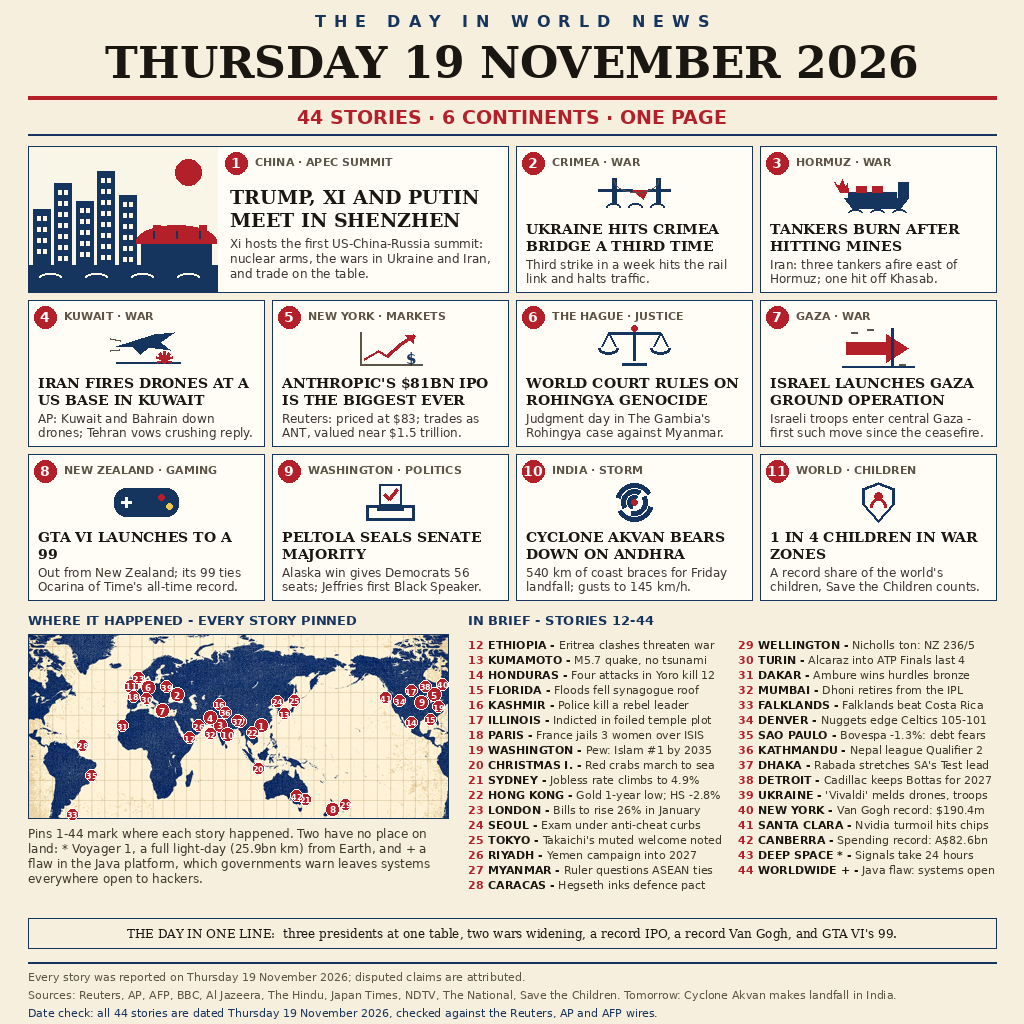 THE DAY IN WORLD NEWS
THURSDAY 19 NOVEMBER 2026
44 STORIES · 6 CONTINENTS · ONE PAGE
1 CHINA · APEC SUMMIT
TRUMP, XI AND PUTIN
MEET IN SHENZHEN
Xi hosts the first US-China-Russia summit:
nuclear arms, the wars in Ukraine and Iran,
and trade on the table.
2 CRIMEA · WAR
UKRAINE HITS CRIMEA
BRIDGE A THIRD TIME
Third strike in a week hits the rail
link and halts traffic.
3 HORMUZ · WAR
TANKERS BURN AFTER
HITTING MINES
Iran: three tankers afire east of
Hormuz; one hit off Khasab.
4 KUWAIT · WAR
IRAN FIRES DRONES AT A
US BASE IN KUWAIT
AP: Kuwait and Bahrain down
drones; Tehran vows crushing reply.
5 NEW YORK · MARKETS
$
ANTHROPIC'S $81BN IPO
IS THE BIGGEST EVER
Reuters: priced at $83; trades as
ANT, valued near $1.5 trillion.
6 THE HAGUE · JUSTICE
WORLD COURT RULES ON
ROHINGYA GENOCIDE
Judgment day in The Gambia's
Rohingya case against Myanmar.
7 GAZA · WAR
ISRAEL LAUNCHES GAZA
GROUND OPERATION
Israeli troops enter central Gaza -
first such move since the ceasefire.
8 NEW ZEALAND · GAMING
GTA VI LAUNCHES TO A
99
Out from New Zealand; its 99 ties
Ocarina of Time's all-time record.
9 WASHINGTON · POLITICS
PELTOLA SEALS SENATE
MAJORITY
Alaska win gives Democrats 56
seats; Jeffries first Black Speaker.
10 INDIA · STORM
CYCLONE AKVAN BEARS
DOWN ON ANDHRA
540 km of coast braces for Friday
landfall; gusts to 145 km/h.
11 WORLD · CHILDREN
1 IN 4 CHILDREN IN WAR
ZONES
A record share of the world's
children, Save the Children counts.
WHERE IT HAPPENED - EVERY STORY PINNED
Pins 1-44 mark where each story happened. Two have no place on
land: * Voyager 1, a full light-day (25.9bn km) from Earth, and + a
flaw in the Java platform, which governments warn leaves systems
everywhere open to hackers.
IN BRIEF - STORIES 12-44
12 ETHIOPIA - Eritrea clashes threaten war
13 KUMAMOTO - M5.7 quake, no tsunami
14 HONDURAS - Four attacks in Yoro kill 12
15 FLORIDA - Floods fell synagogue roof
16 KASHMIR - Police kill a rebel leader
17 ILLINOIS - Indicted in foiled temple plot
18 PARIS - France jails 3 women over ISIS
19 WASHINGTON - Pew: Islam #1 by 2035
20 CHRISTMAS I. - Red crabs march to sea
21 SYDNEY - Jobless rate climbs to 4.9%
22 HONG KONG - Gold 1-year low; HS -2.8%
23 LONDON - Bills to rise 26% in January
24 SEOUL - Exam under anti-cheat curbs
25 TOKYO - Takaichi's muted welcome noted
26 RIYADH - Yemen campaign into 2027
27 MYANMAR - Ruler questions ASEAN ties
28 CARACAS - Hegseth inks defence pact
29 WELLINGTON - Nicholls ton: NZ 236/5
30 TURIN - Alcaraz into ATP Finals last 4
31 DAKAR - Ambure wins hurdles bronze
32 MUMBAI - Dhoni retires from the IPL
33 FALKLANDS - Falklands beat Costa Rica
34 DENVER - Nuggets edge Celtics 105-101
35 SAO PAULO - Bovespa -1.3%: debt fears
36 KATHMANDU - Nepal league Qualifier 2
37 DHAKA - Rabada stretches SA's Test lead
38 DETROIT - Cadillac keeps Bottas for 2027
39 UKRAINE - 'Vivaldi' melds drones, troops
40 NEW YORK - Van Gogh record: $190.4m
41 SANTA CLARA - Nvidia turmoil hits chips
42 CANBERRA - Spending record: A$82.6bn
43 DEEP SPACE * - Signals take 24 hours
44 WORLDWIDE + - Java flaw: systems open
THE DAY IN ONE LINE: three presidents at one table, two wars widening, a record IPO, a record Van Gogh, and GTA VI's 99.
Every story was reported on Thursday 19 November 2026; disputed claims are attributed.
Sources: Reuters, AP, AFP, BBC, Al Jazeera, The Hindu, Japan Times, NDTV, The National, Save the Children. Tomorrow: Cyclone Akvan makes landfall in India.
Date check: all 44 stories are dated Thursday 19 November 2026, checked against the Reuters, AP and AFP wires.